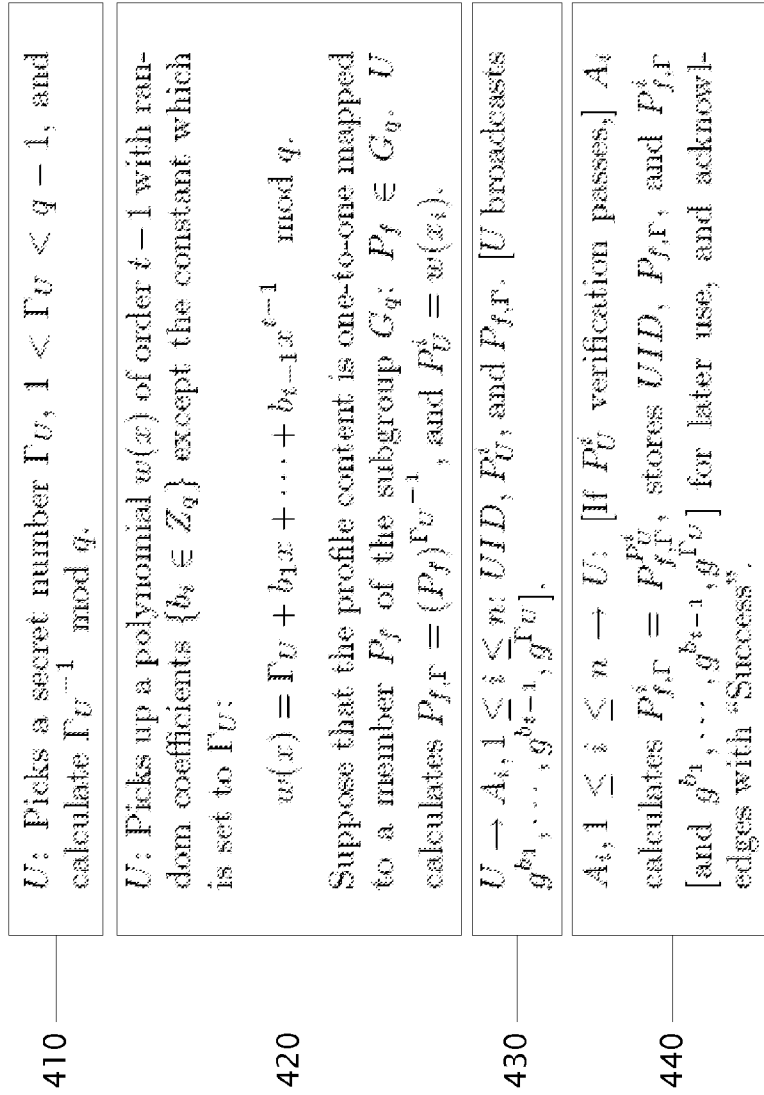 410
U: Picks a secret number Γ_U, 1 < Γ_U < q − 1, and
calculate Γ_U^{−1} mod q.
420
U: Picks up a polynomial w(x) of order t−1 with ran-
dom coefficients {b_i ∈ Z_q} except the constant which
is set to Γ_U:
w(x) = Γ_U + b_1x + ··· + b_{t−1}x^{t−1} mod q.
Suppose that the profile content is one-to-one mapped
to a member P_f of the subgroup G_q: P_f ∈ G_q. U
calculates P_{f,Γ} = (P_f)^{Γ_U^{−1}}, and P_U^i = w(x_i).
430
U → A_i, 1 ≤ i ≤ n: UID, P_U^i, and P_{f,Γ}. [U broadcasts
g^{b_1}, ··· , g^{b_{t−1}}, g^{Γ_U}].
440
A_i, 1 ≤ i ≤ n → U: [If P_U^i verification passes,] A_i
calculates P_{f,Γ}^i = P_{f,Γ}^{P_U^i}, stores UID, P_{f,Γ}, and P_{f,Γ}^i
[and g^{b_1}, ··· , g^{b_{t−1}}, g^{Γ_U}] for later use, and acknowl-
edges with “Success”.